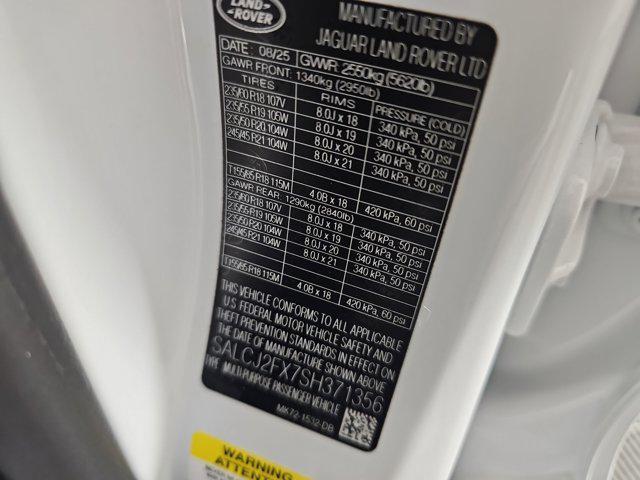 LAND-
ROVER
MANUFACTURED BY
JAGUAR LAND ROVER LTD
DATE: 08/25 GVWR: 2550kg (5620lb)
GAWR FRONT: 1340kg (2950lb)
TIRES RIMS PRESSURE (COLD)
235/60 R18 107V 8.0J x 18 340 kPa, 50 psi
235/55 R19 105W 8.0J x 19 340 kPa, 50 psi
235/50 R20 104W 8.0J x 20 340 kPa, 50 psi
245/45 R21 104W 8.0J x 21 340 kPa, 50 psi
T155/85 R18 115M 4.0B x 18 420 kPa, 60 psi
GAWR REAR: 1290kg (2840lb)
235/60 R18 107V 8.0J x 18 340 kPa, 50 psi
235/55 R19 105W 8.0J x 19 340 kPa, 50 psi
235/50 R20 104W 8.0J x 20 340 kPa, 50 psi
245/45 R21 104W 8.0J x 21 340 kPa, 50 psi
T155/85 R18 115M 4.0B x 18 420 kPa, 60 psi
THIS VEHICLE CONFORMS TO ALL APPLICABLE
U.S. FEDERAL MOTOR VEHICLE SAFETY AND
THEFT PREVENTION STANDARDS IN EFFECT ON
THE DATE OF MANUFACTURE SHOWN ABOVE
SALCJ2FX7SH371356
TYPE: MULTI-PURPOSE PASSENGER VEHICLE
MK72-1532-DB
WARNING